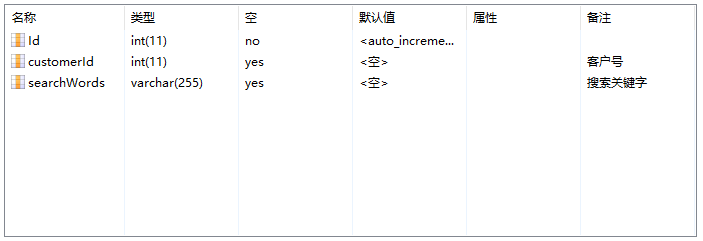 名称 类型 空 默认值 属性 备注
Id int(11) no <auto_increme...
customerId int(11) yes <空> 客户号
searchWords varchar(255) yes <空> 搜索关键字